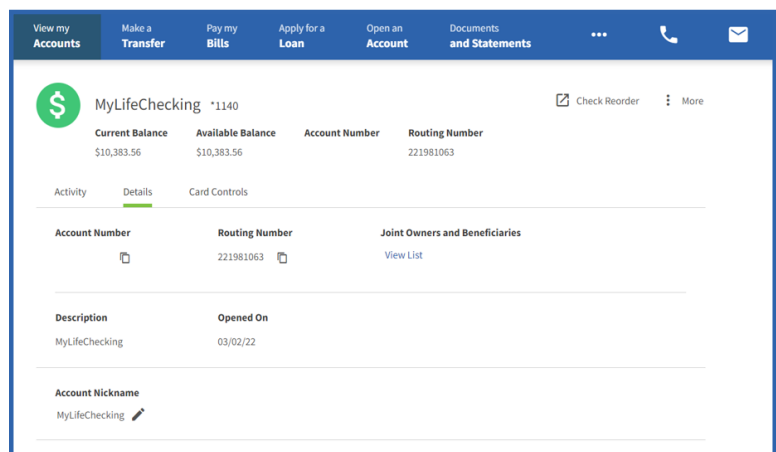 View my Make a Pay my Apply for a Open an Documents
Accounts Transfer Bills Loan Account and Statements
$ MyLifeChecking *1140 Check Reorder More
Current Balance Available Balance Account Number Routing Number
$10,383.56 $10,383.56 221981063
Activity Details Card Controls
Account Number Routing Number Joint Owners and Beneficiaries
221981063 View List
Description Opened On
MyLifeChecking 03/02/22
Account Nickname
MyLifeChecking